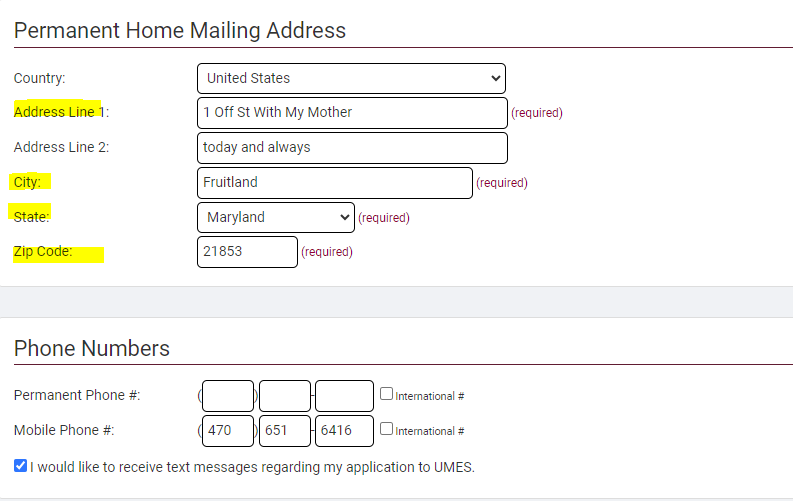 Permanent Home Mailing Address
Country: United States
Address Line 1: 1 Off St With My Mother (required)
Address Line 2: today and always
City: Fruitland (required)
State: Maryland (required)
Zip Code: 21853 (required)
Phone Numbers
Permanent Phone #: ( ) - International #
Mobile Phone #: (470) 651 - 6416 International #
I would like to receive text messages regarding my application to UMES.